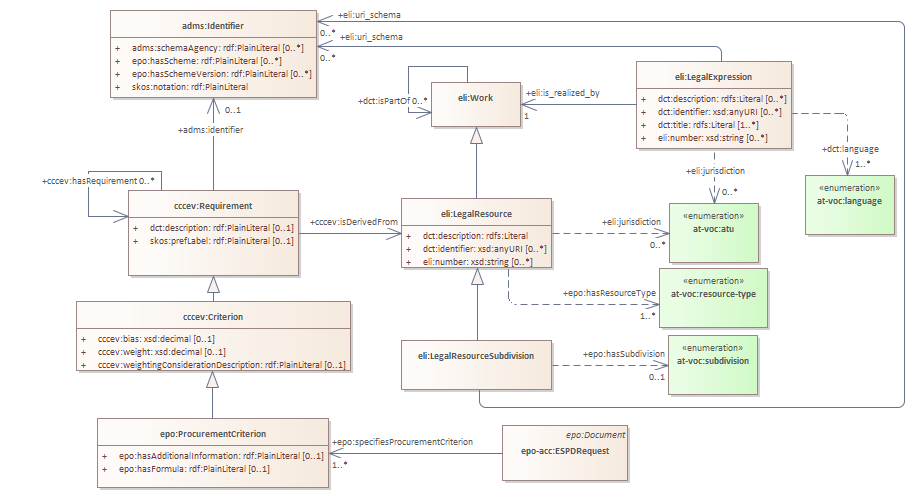 adms:Identifier
+ adms:schemaAgency: rdf:PlainLiteral [0..*]
+ epo:hasScheme: rdf:PlainLiteral [0..*]
+ epo:hasSchemeVersion: rdf:PlainLiteral [0..*]
+ skos:notation: rdf:PlainLiteral
+eli:uri_schema
0..*
+eli:uri_schema
0..*
eli:LegalExpression
+ dct:description: rdfs:Literal [0..*]
+ dct:identifier: xsd:anyURI [0..*]
+ dct:title: rdfs:Literal [1..*]
+ eli:number: xsd:string [0..*]
eli:Work
+dct:isPartOf 0..*
+eli:is_realized_by
1
0..1
+adms:identifier
+dct:language
1..*
+eli:jurisdiction
0..*
«enumeration»
at-voc:language
+cccev:hasRequirement 0..*
cccev:Requirement
+ dct:description: rdf:PlainLiteral [0..1]
+ skos:prefLabel: rdf:PlainLiteral [0..1]
+cccev:isDerivedFrom
eli:LegalResource
+ dct:description: rdfs:Literal
+ dct:identifier: xsd:anyURI [0..*]
+ eli:number: xsd:string [0..*]
+eli:jurisdiction
0..*
«enumeration»
at-voc:atu
+epo:hasResourceType
1..*
«enumeration»
at-voc:resource-type
cccev:Criterion
+ cccev:bias: xsd:decimal [0..1]
+ cccev:weight: xsd:decimal [0..1]
+ cccev:weightingConsiderationDescription: rdf:PlainLiteral [0..1]
eli:LegalResourceSubdivision
+epo:hasSubdivision
0..1
«enumeration»
at-voc:subdivision
epo:ProcurementCriterion
+ epo:hasAdditionalInformation: rdf:PlainLiteral [0..1]
+ epo:hasFormula: rdf:PlainLiteral [0..1]
+epo:specifiesProcurementCriterion
1..*
epo:Document
epo-acc:ESPDRequest